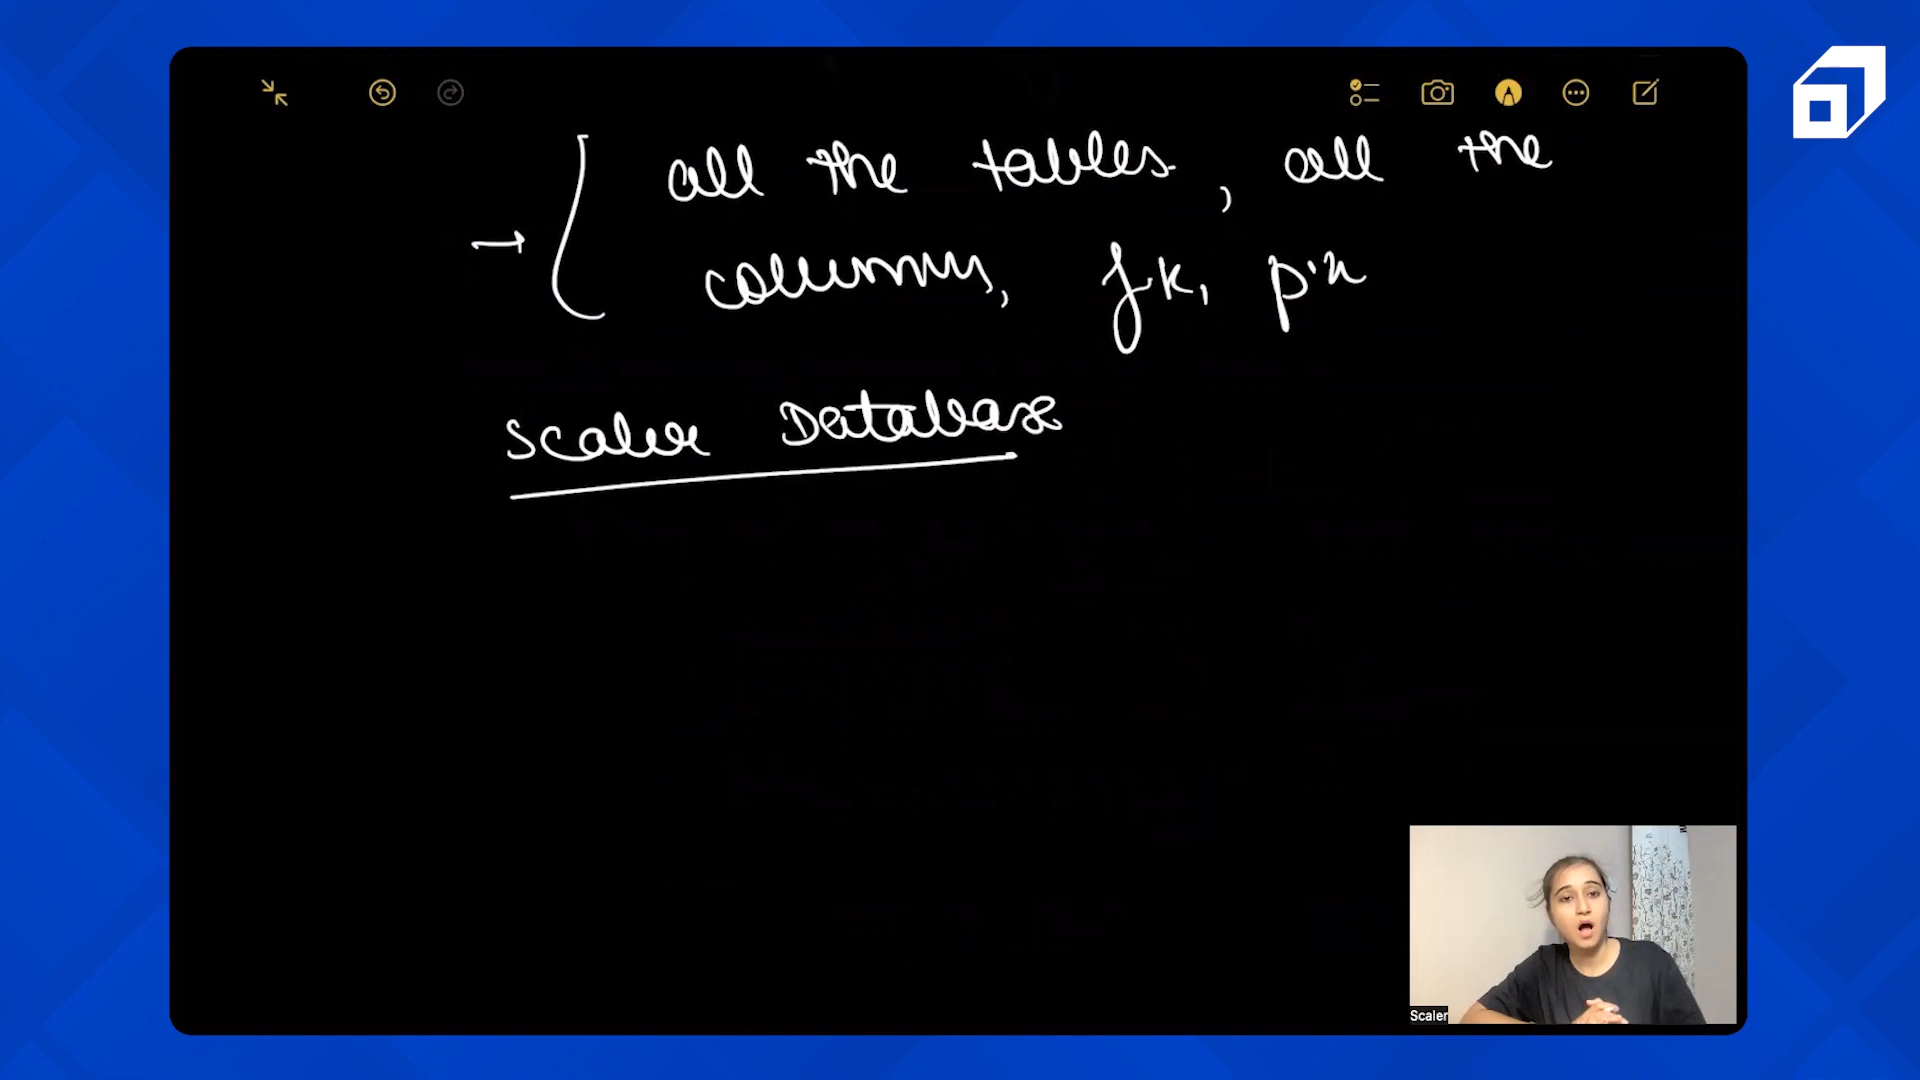 → all the tables, all the
columns, f.k, p.k
Scaler Database
Scaler